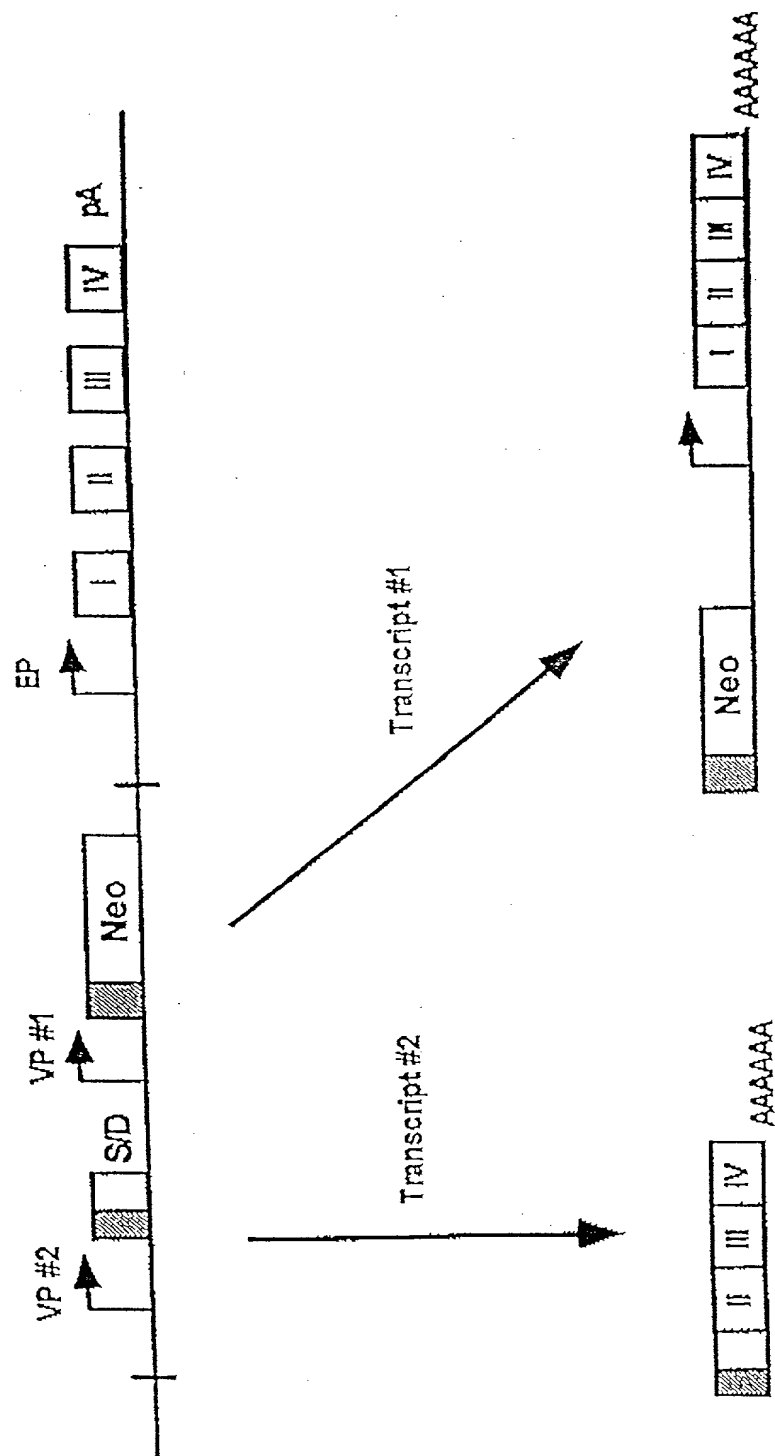 EP
VP #2
S/D
VP #1
Neo
I
II
III
IV
pA
Transcript #2
Transcript #1
II
III
IV
AAAAAA
Neo
I
II
IX
IV
AAAAAA